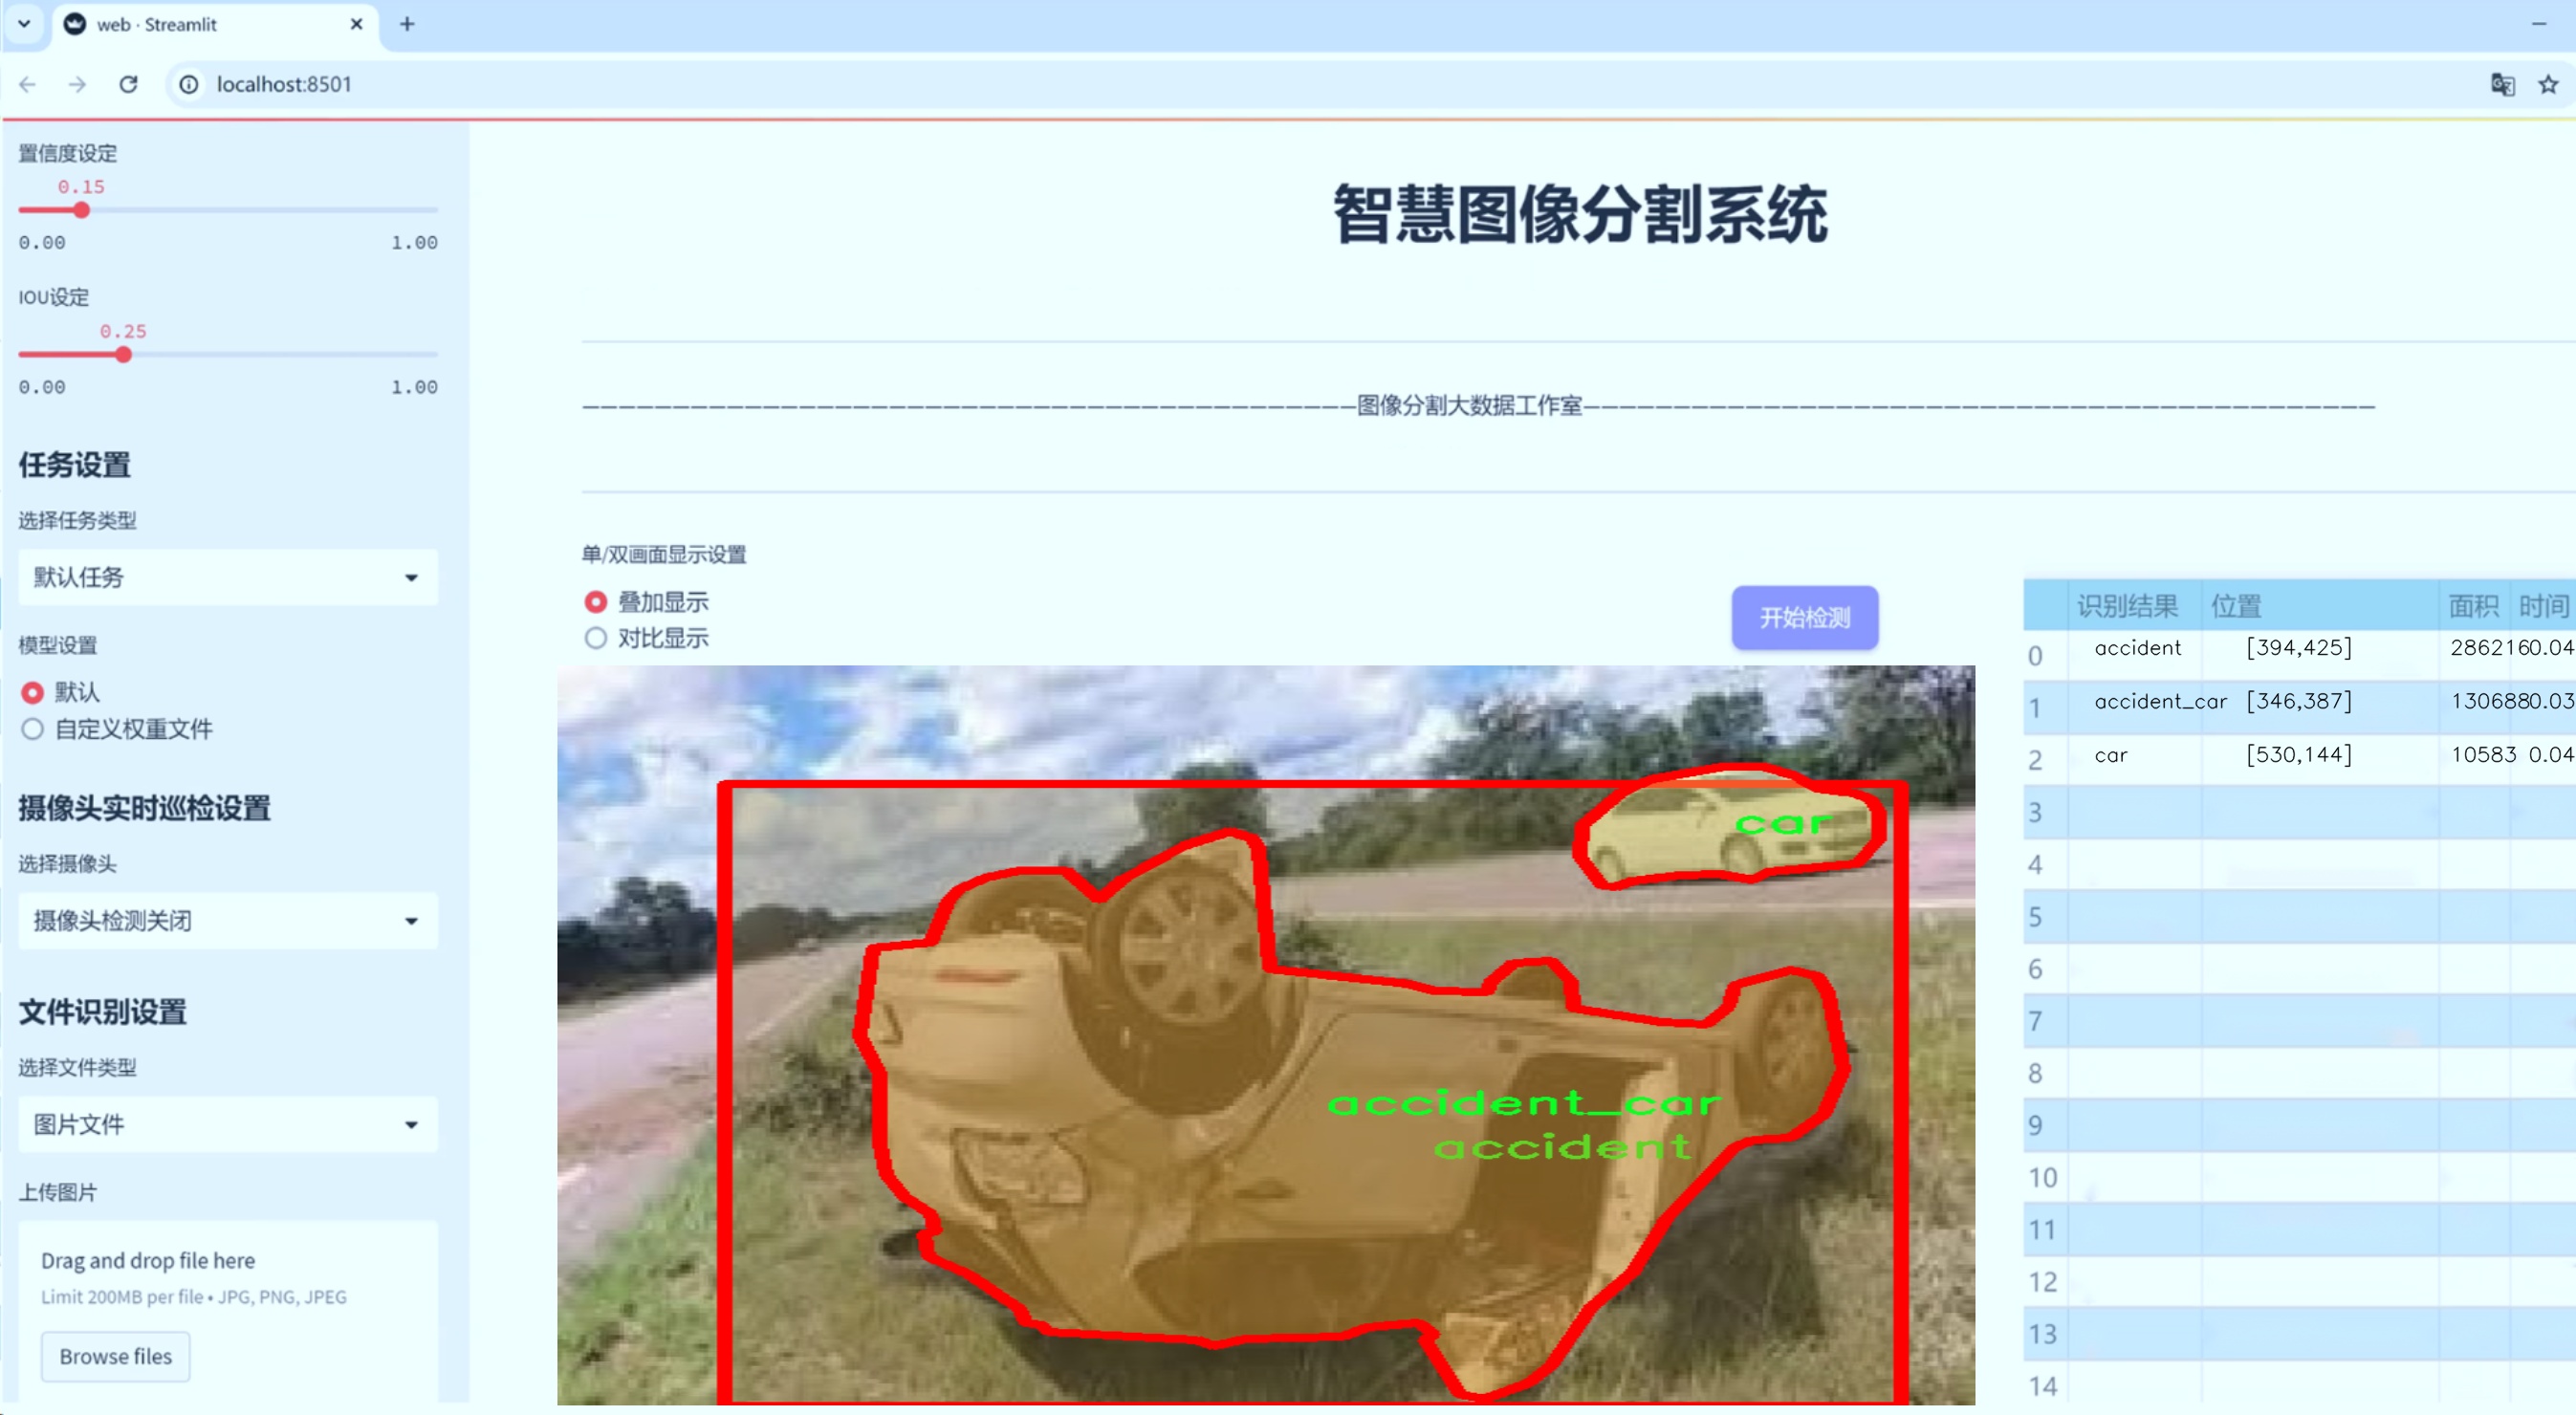 web · Streamlit
localhost:8501
置信度设定
0.15
0.00 1.00
IOU设定
0.25
0.00 1.00
任务设置
选择任务类型
默认任务
模型设置
默认
自定义权重文件
摄像头实时巡检设置
选择摄像头
摄像头检测关闭
文件识别设置
选择文件类型
图片文件
上传图片
Drag and drop file here
Limit 200MB per file • JPG, PNG, JPEG
Browse files
智慧图像分割系统
图像分割大数据工作室
单/双画面显示设置
叠加显示
对比显示
开始检测
car
accident_car
accident
识别结果 位置 面积 时间
0 accident [394,425] 2862160.04
1 accident_car [346,387] 1306880.03
2 car [530,144] 10583 0.04
3
4
5
6
7
8
9
10
11
12
13
14